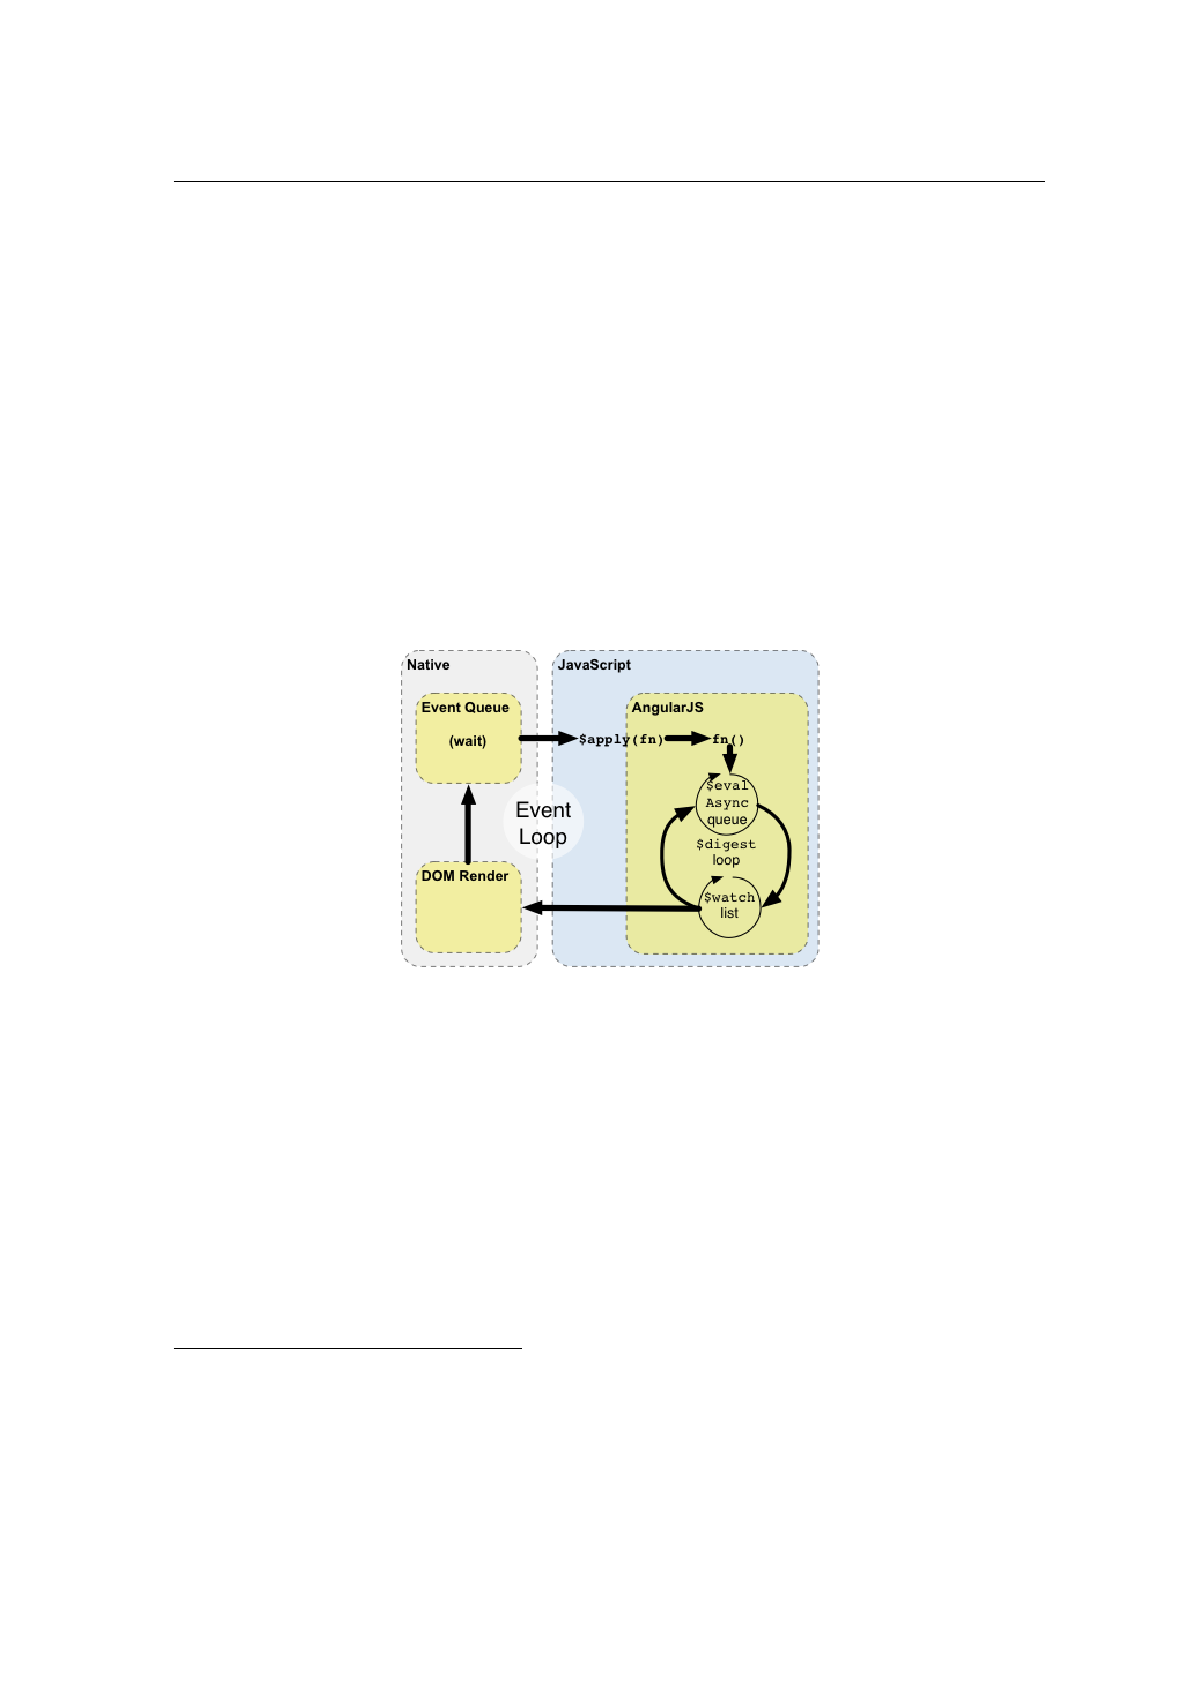 Native
JavaScript
Event Queue
(wait)
AngularJS
$apply(fn)
fn()
$eval
Async
queue
Event
Loop
$digest
loop
DOM Render
$watch
list